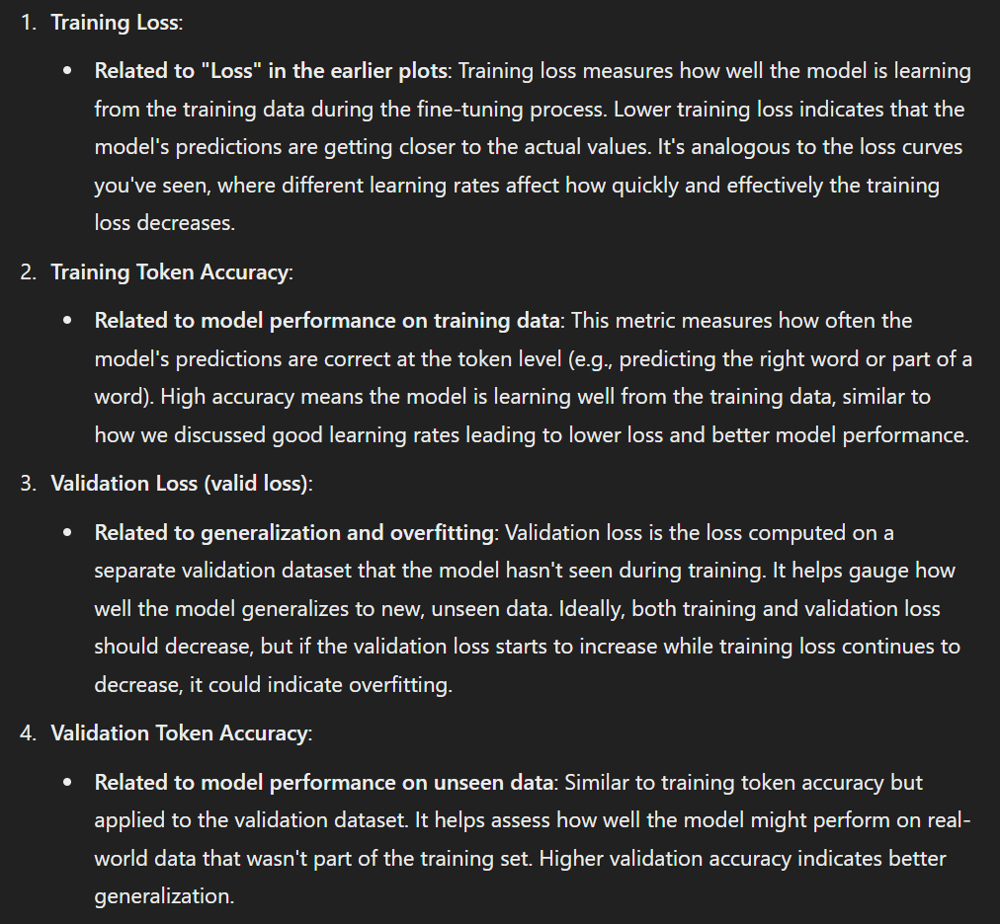 1. Training Loss:
• Related to "Loss" in the earlier plots: Training loss measures how well the model is learning
from the training data during the fine-tuning process. Lower training loss indicates that the
model's predictions are getting closer to the actual values. It's analogous to the loss curves
you've seen, where different learning rates affect how quickly and effectively the training
loss decreases.
2. Training Token Accuracy:
• Related to model performance on training data: This metric measures how often the
model's predictions are correct at the token level (e.g., predicting the right word or part of a
word). High accuracy means the model is learning well from the training data, similar to
how we discussed good learning rates leading to lower loss and better model performance.
3. Validation Loss (valid loss):
• Related to generalization and overfitting: Validation loss is the loss computed on a
separate validation dataset that the model hasn't seen during training. It helps gauge how
well the model generalizes to new, unseen data. Ideally, both training and validation loss
should decrease, but if the validation loss starts to increase while training loss continues to
decrease, it could indicate overfitting.
4. Validation Token Accuracy:
• Related to model performance on unseen data: Similar to training token accuracy but
applied to the validation dataset. It helps assess how well the model might perform on real-
world data that wasn't part of the training set. Higher validation accuracy indicates better
generalization.